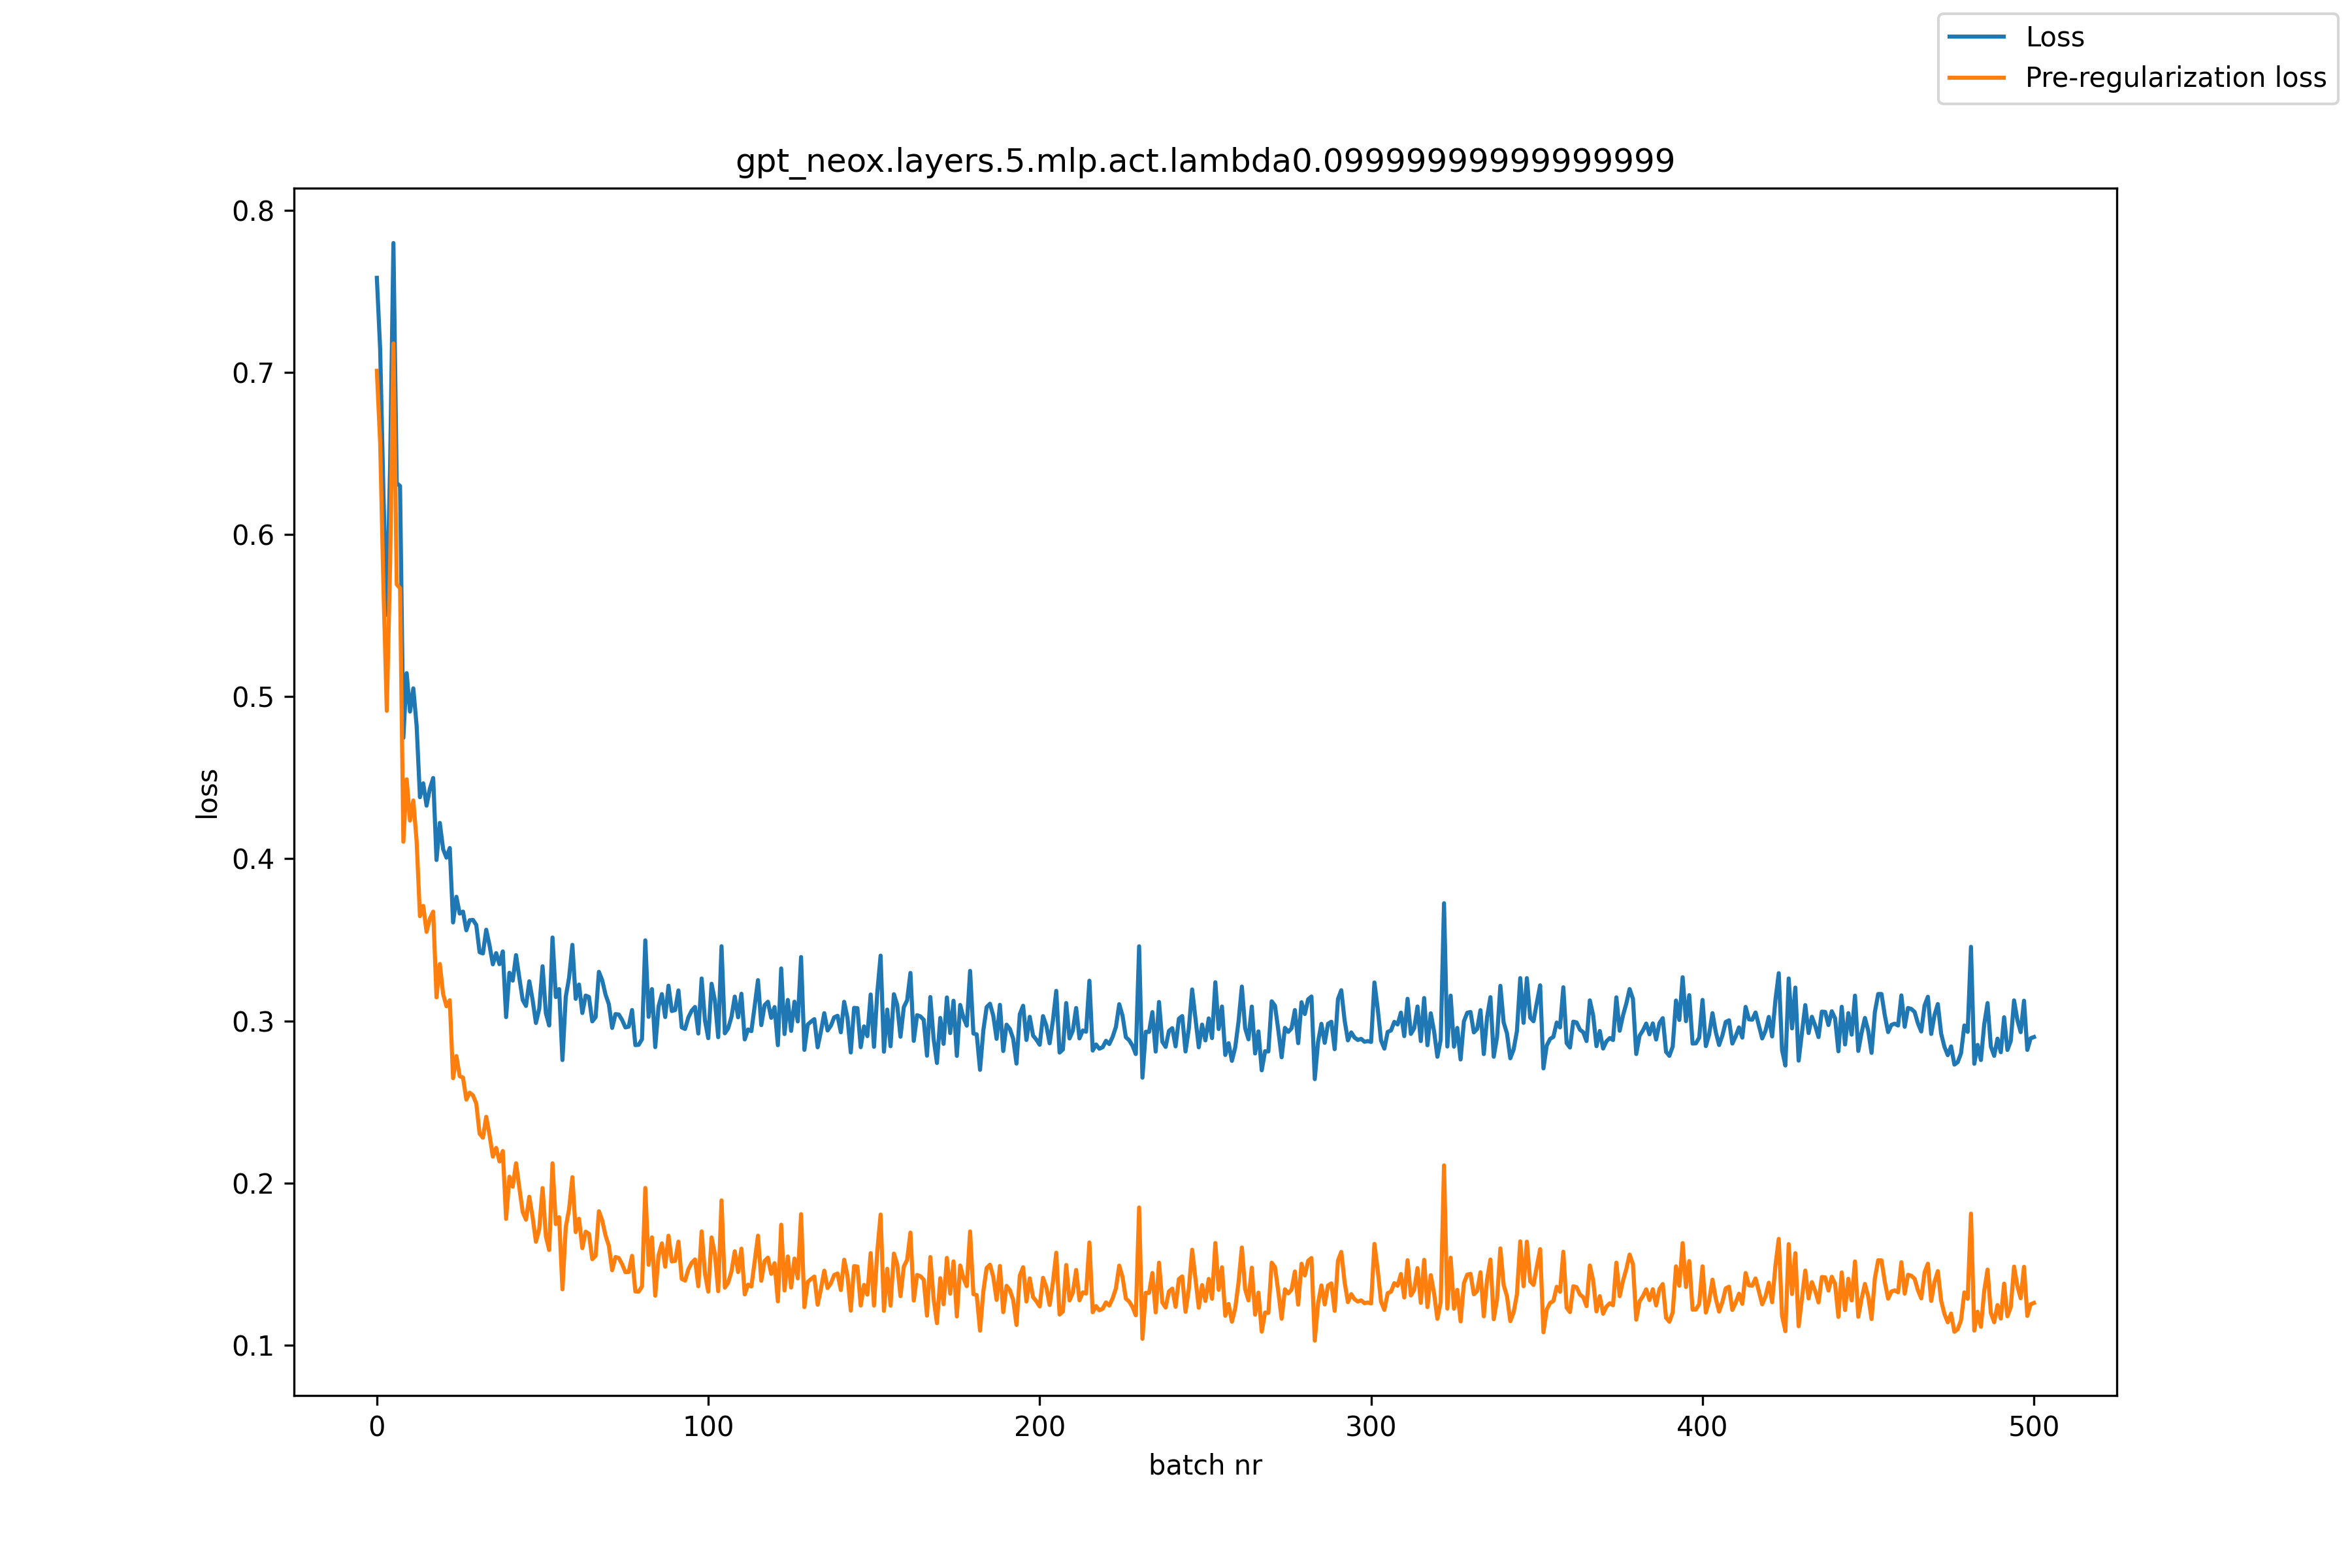 Loss
Pre-regularization loss
gpt_neox.layers.5.mlp.act.lambda0.09999999999999999
0.8
0.7
0.6
0.5
0.4
0.3
0.2
0.1
loss
0 100 200 300 400 500
batch nr